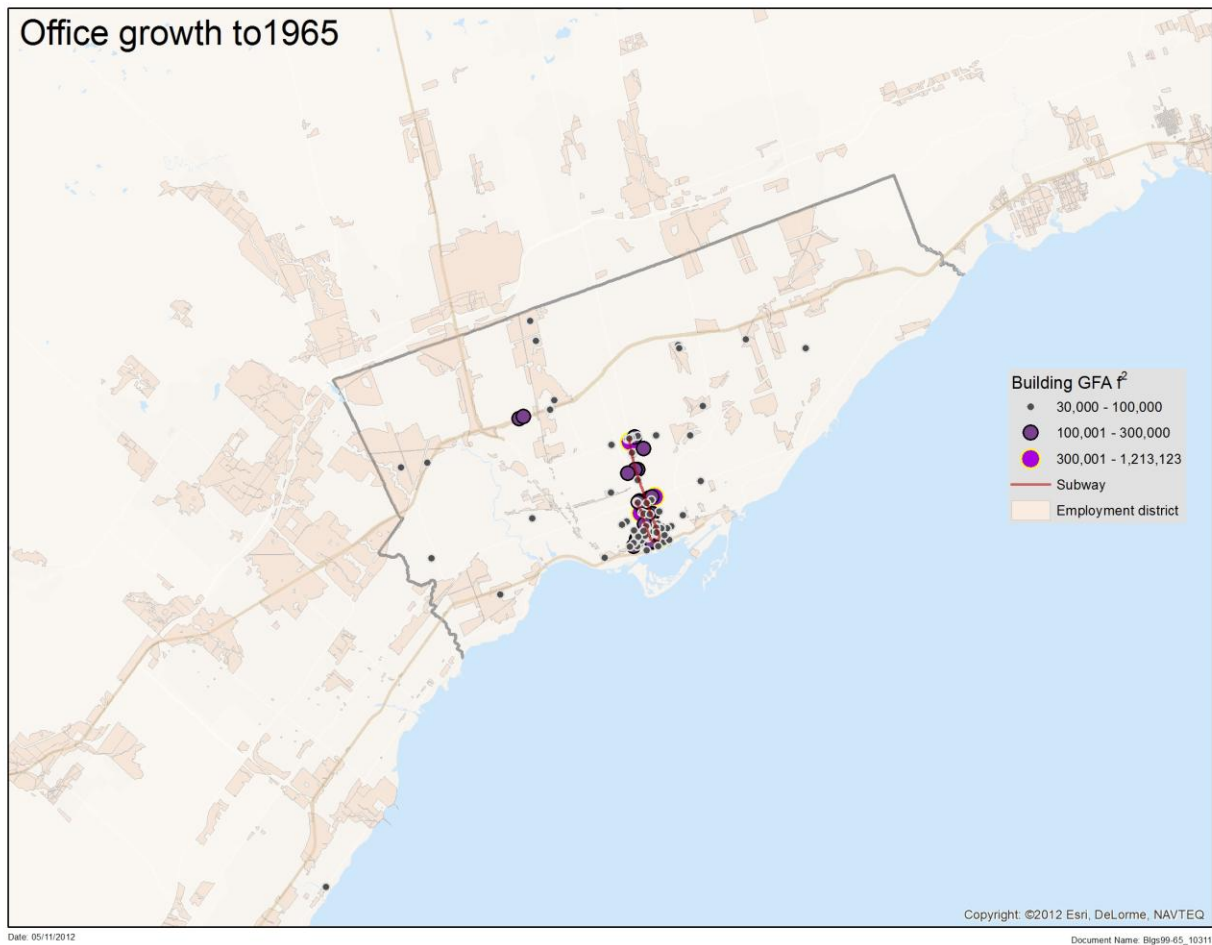 Office growth to1965
Building GFA f²
30,000 - 100,000
100,001 - 300,000
300,001 - 1,213,123
Subway
Employment district
Copyright: ©2012 Esri, DeLorme, NAVTEQ
Date: 05/11/2012
Document Name: Blgs99-65_10311